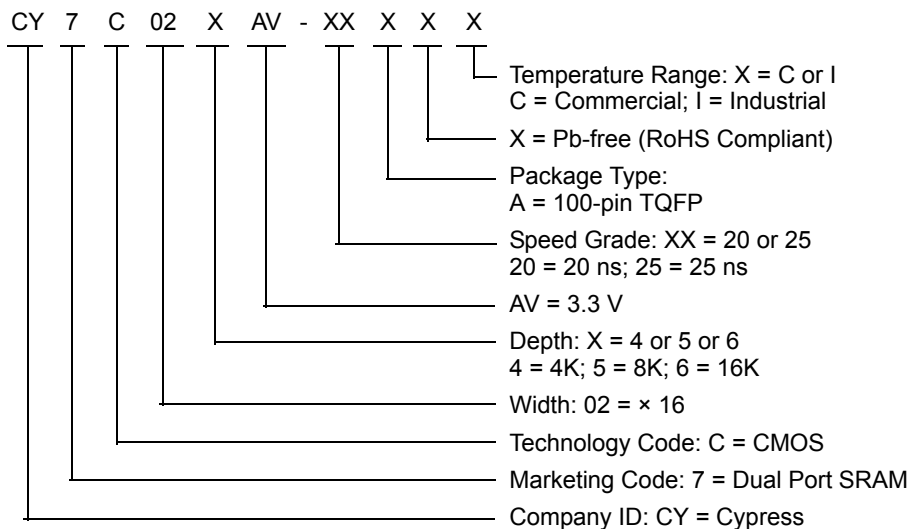 CY 7 C 02 X AV - XX X X X
Temperature Range: X = C or I
C = Commercial; I = Industrial
X = Pb-free (RoHS Compliant)
Package Type:
A = 100-pin TQFP
Speed Grade: XX = 20 or 25
20 = 20 ns; 25 = 25 ns
AV = 3.3 V
Depth: X = 4 or 5 or 6
4 = 4K; 5 = 8K; 6 = 16K
Width: 02 = × 16
Technology Code: C = CMOS
Marketing Code: 7 = Dual Port SRAM
Company ID: CY = Cypress